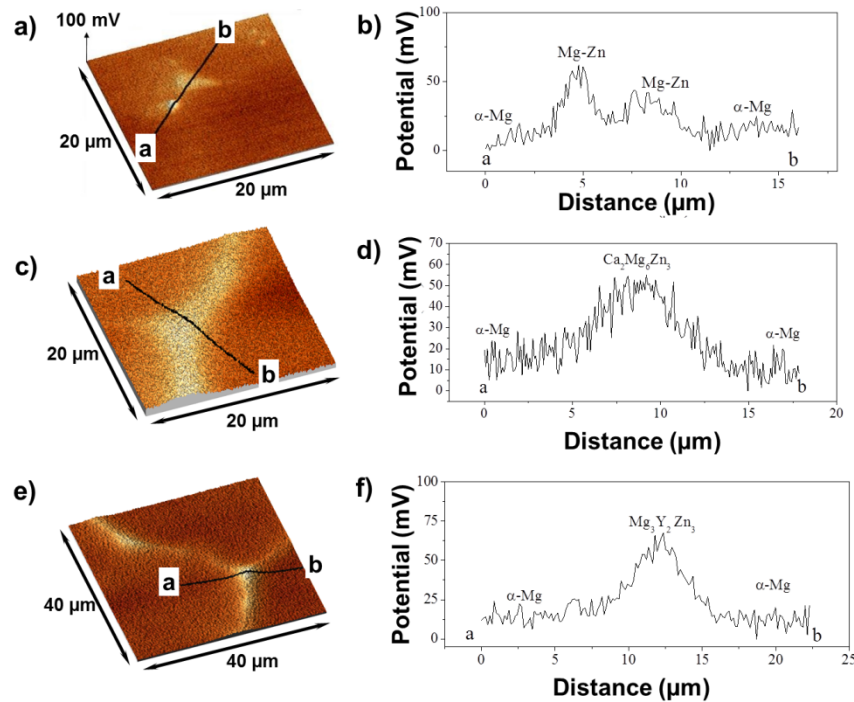 a)
100 mV
b
a
20 µm
20 µm
b)
Potential (mV)
100
75
50
25
0
Mg-Zn
Mg-Zn
α-Mg
α-Mg
a
b
0
5
10
15
Distance (µm)
c)
a
b
20 µm
20 µm
d)
Potential (mV)
70
60
50
40
30
20
10
0
Ca₂Mg₆Zn₃
α-Mg
α-Mg
a
b
0
5
10
15
20
Distance (µm)
e)
a
b
40 µm
40 µm
f)
Potential (mV)
100
75
50
25
0
Mg₃Y₂Zn₃
α-Mg
α-Mg
a
b
0
5
10
15
20
25
Distance (µm)